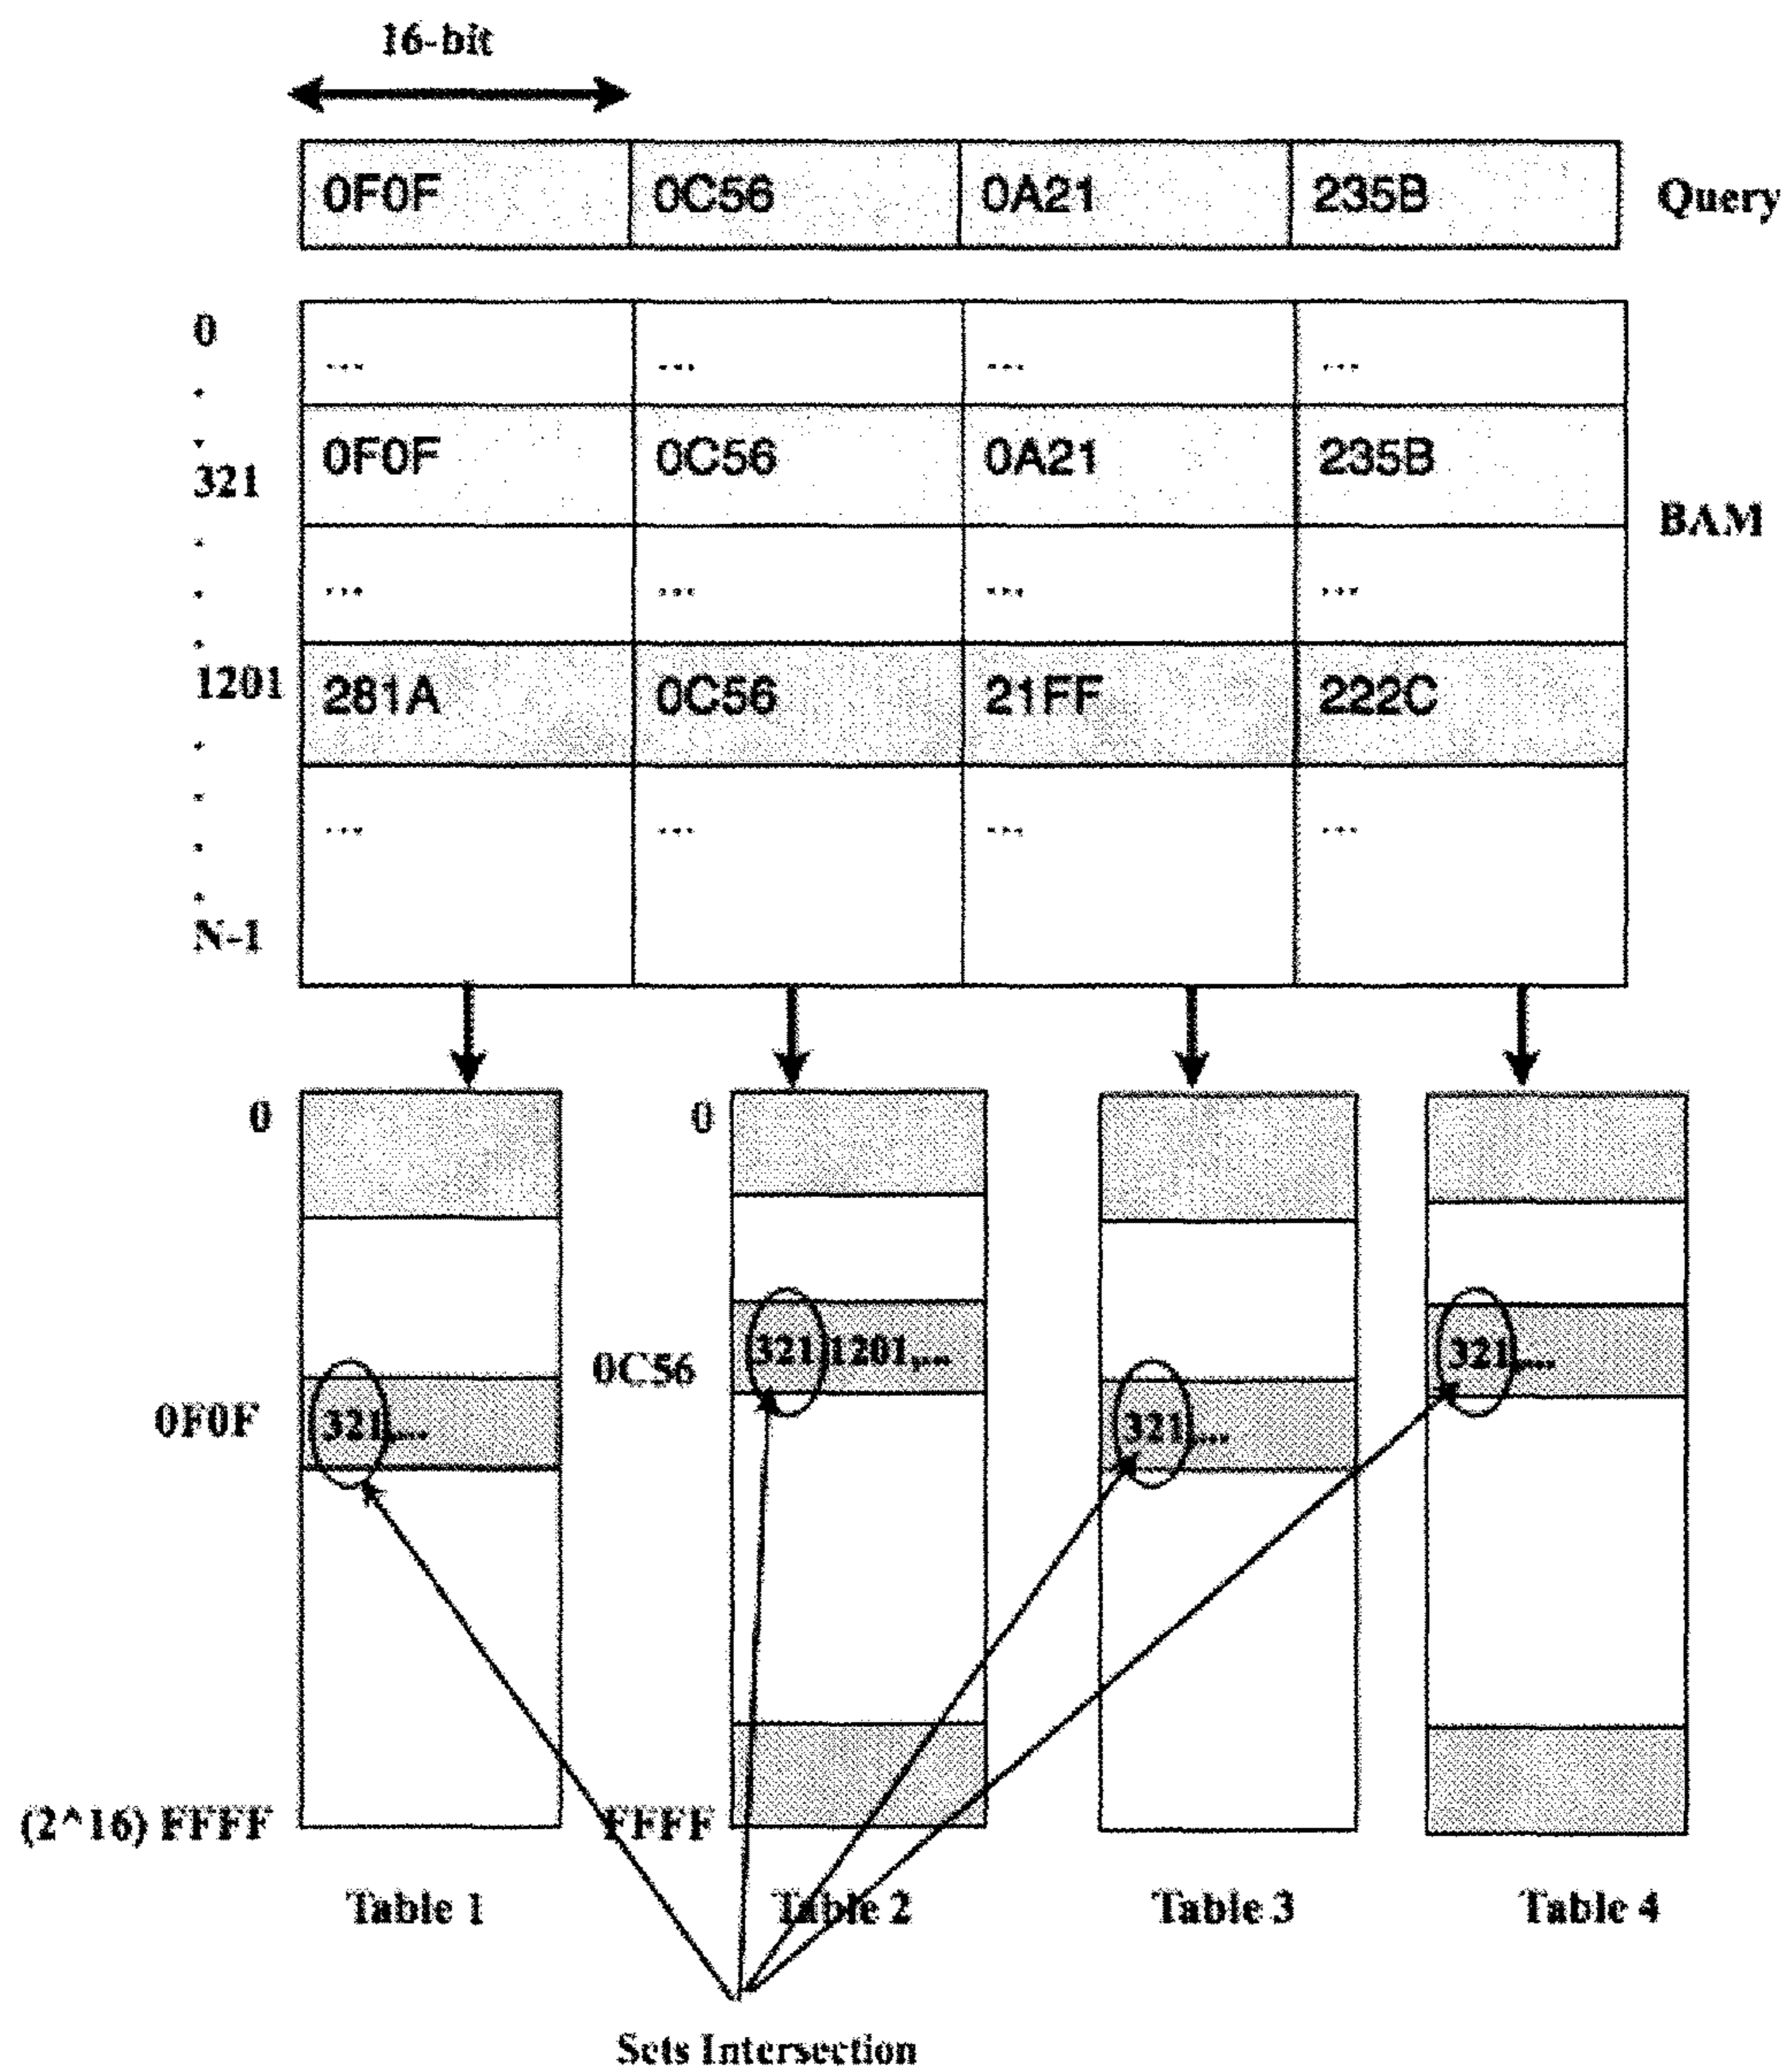 16-bit
0F0F 0C56 0A21 235B Query
0
... ... ... ...
321 0F0F 0C56 0A21 235B
BAM
... ... ... ...
1201 281A 0C56 21FF 222C
... ... ... ...
N-1
0 0
0C56 321,1201,... 321,...
0F0F 321,... 321,...
(2^16) FFFF FFFF
Table 1 Table 2 Table 3 Table 4
Sets Intersection